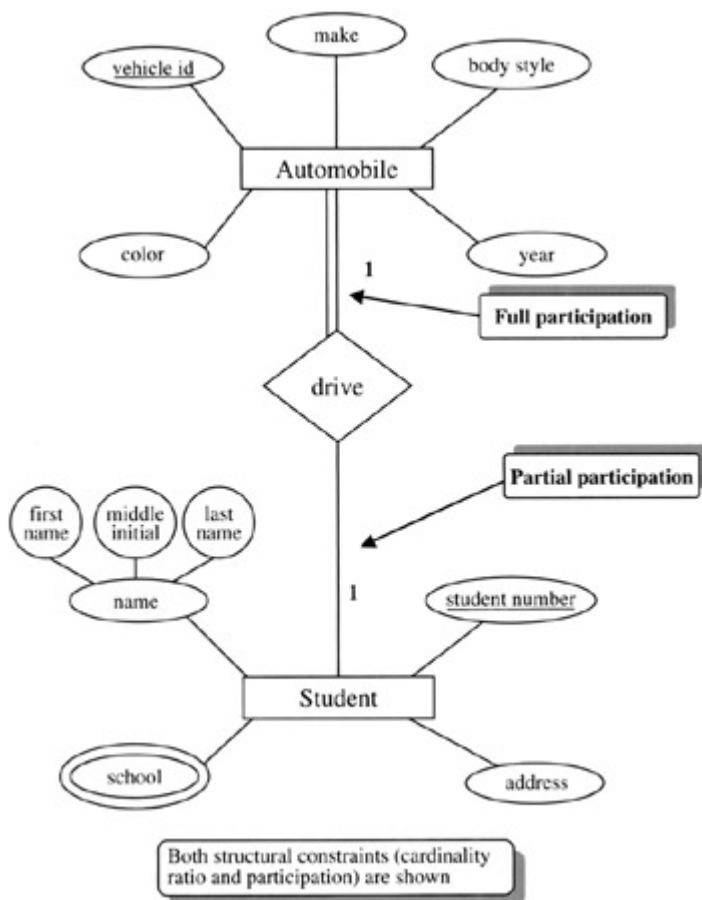 make
vehicle id
body style
Automobile
color
year
1
Full participation
drive
Partial participation
first
name
middle
initial
last
name
name
1
student number
Student
school
address
Both structural constraints (cardinality
ratio and participation) are shown